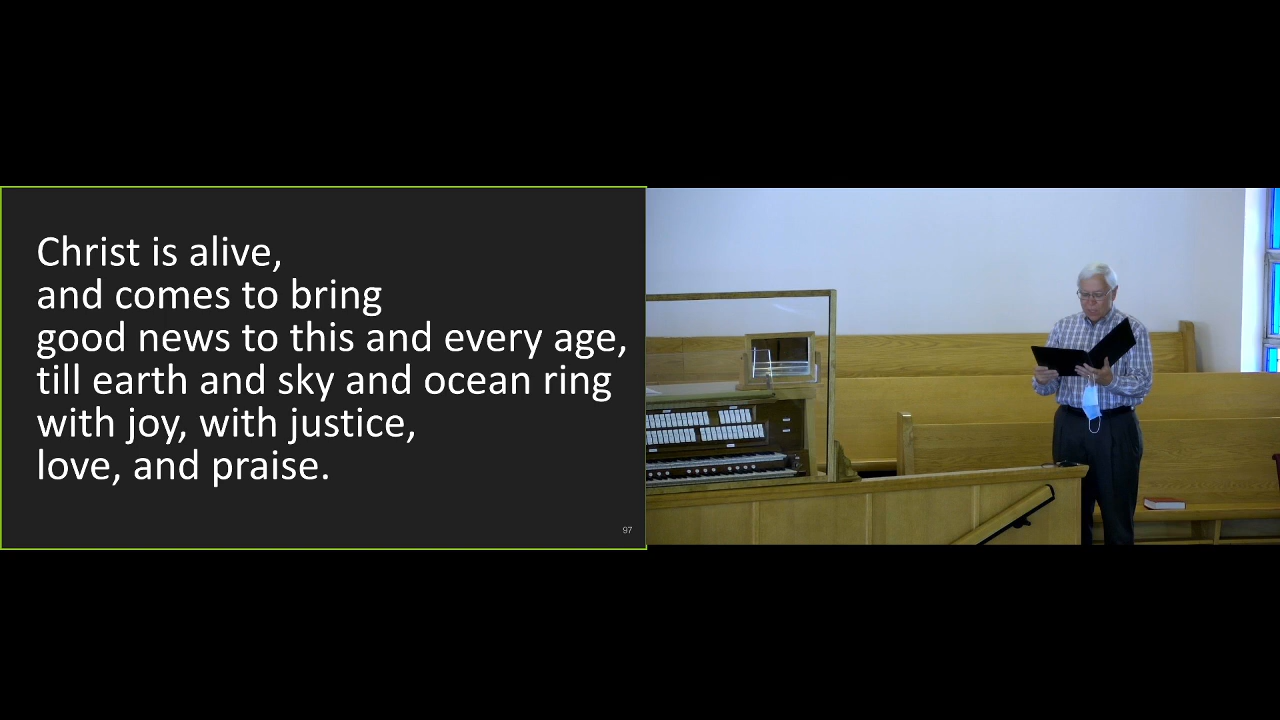 Christ is alive,
and comes to bring
good news to this and every age,
till earth and sky and ocean ring
with joy, with justice,
love, and praise.
97